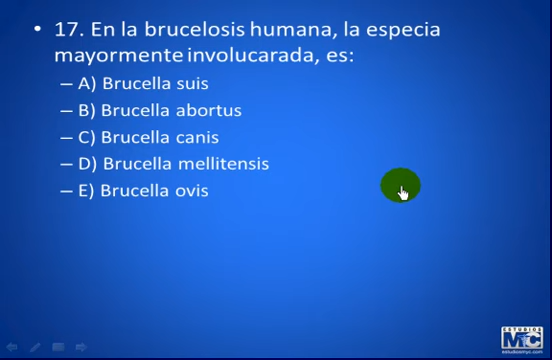 • 17. En la brucelosis humana, la especia
mayormente involucarada, es:
– A) Brucella suis
– B) Brucella abortus
– C) Brucella canis
– D) Brucella mellitensis
– E) Brucella ovis
ESTUDIOS
MyC
estudiosmyc.com